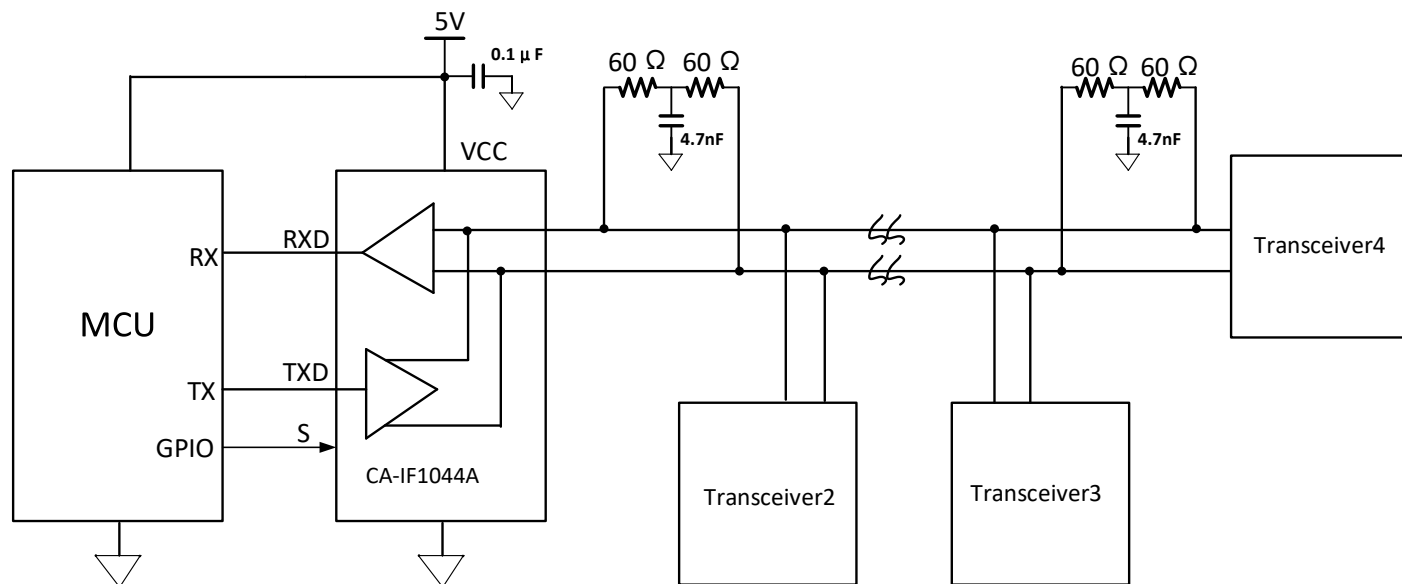 5V
0.1 μ F
60 Ω 60 Ω
4.7nF
60 Ω 60 Ω
4.7nF
VCC
RXD
RX
MCU
TXD
TX
S
GPIO
CA-IF1044A
Transceiver2
Transceiver3
Transceiver4